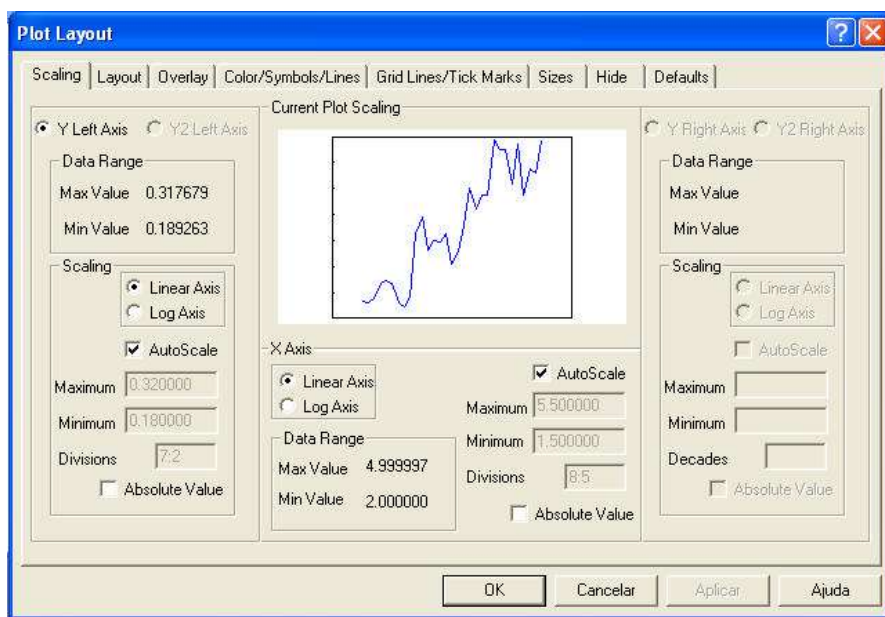 Plot Layout
Scaling Layout Overlay Color/Symbols/Lines Grid Lines/Tick Marks Sizes Hide Defaults
Y Left Axis Y2 Left Axis
Data Range
Max Value 0.317679
Min Value 0.189263
Scaling
Linear Axis
Log Axis
AutoScale
Maximum 0.320000
Minimum 0.180000
Divisions 7:2
Absolute Value
Current Plot Scaling
X Axis
Linear Axis
Log Axis
Data Range
Max Value 4.999997
Min Value 2.000000
AutoScale
Maximum 5.500000
Minimum 1.500000
Divisions 8:5
Absolute Value
Y Right Axis Y2 Right Axis
Data Range
Max Value
Min Value
Scaling
Linear Axis
Log Axis
AutoScale
Maximum
Minimum
Decades
Absolute Value
OK Cancelar Aplicar Ajuda